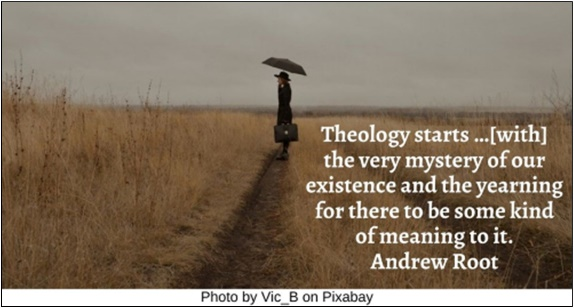 Theology starts ...[with]
the very mystery of our
existence and the yearning
for there to be some kind
of meaning to it.
Andrew Root
Photo by Vic_B on Pixabay